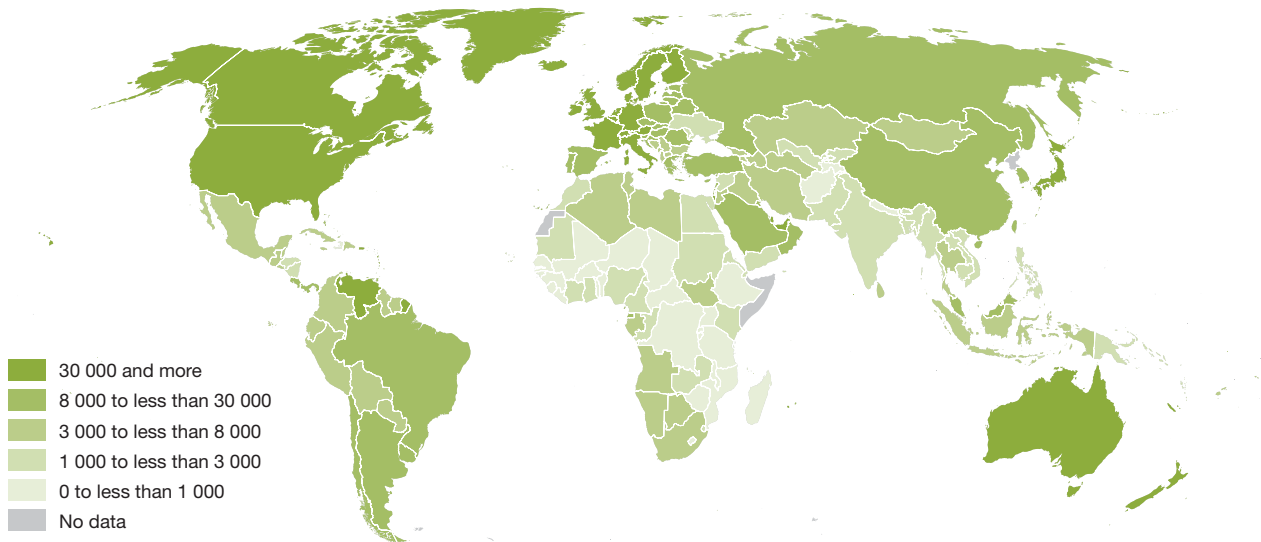 30 000 and more
8 000 to less than 30 000
3 000 to less than 8 000
1 000 to less than 3 000
0 to less than 1 000
No data